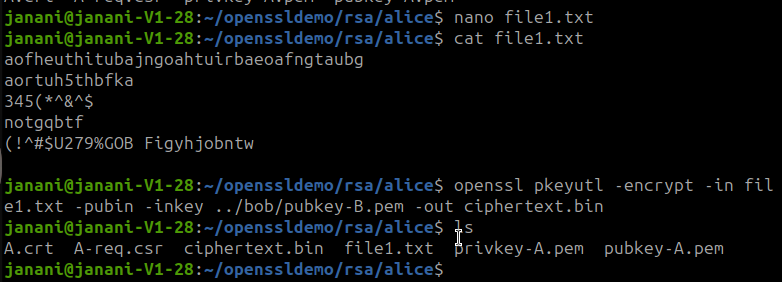 janani@janani-V1-28:~/openssldemo/rsa/alice$ nano file1.txt
janani@janani-V1-28:~/openssldemo/rsa/alice$ cat file1.txt
aofheuthitubajngoahtuirbaeoafngtaubg
aortuh5thbfka
345(*^&^$
notgqbtf
(!^#$U279%GOB Figyhjobntw
janani@janani-V1-28:~/openssldemo/rsa/alice$ openssl pkeyutl -encrypt -in fil
e1.txt -pubin -inkey ../bob/pubkey-B.pem -out ciphertext.bin
janani@janani-V1-28:~/openssldemo/rsa/alice$ ls
A.crt  A-req.csr  ciphertext.bin  file1.txt  privkey-A.pem  pubkey-A.pem
janani@janani-V1-28:~/openssldemo/rsa/alice$